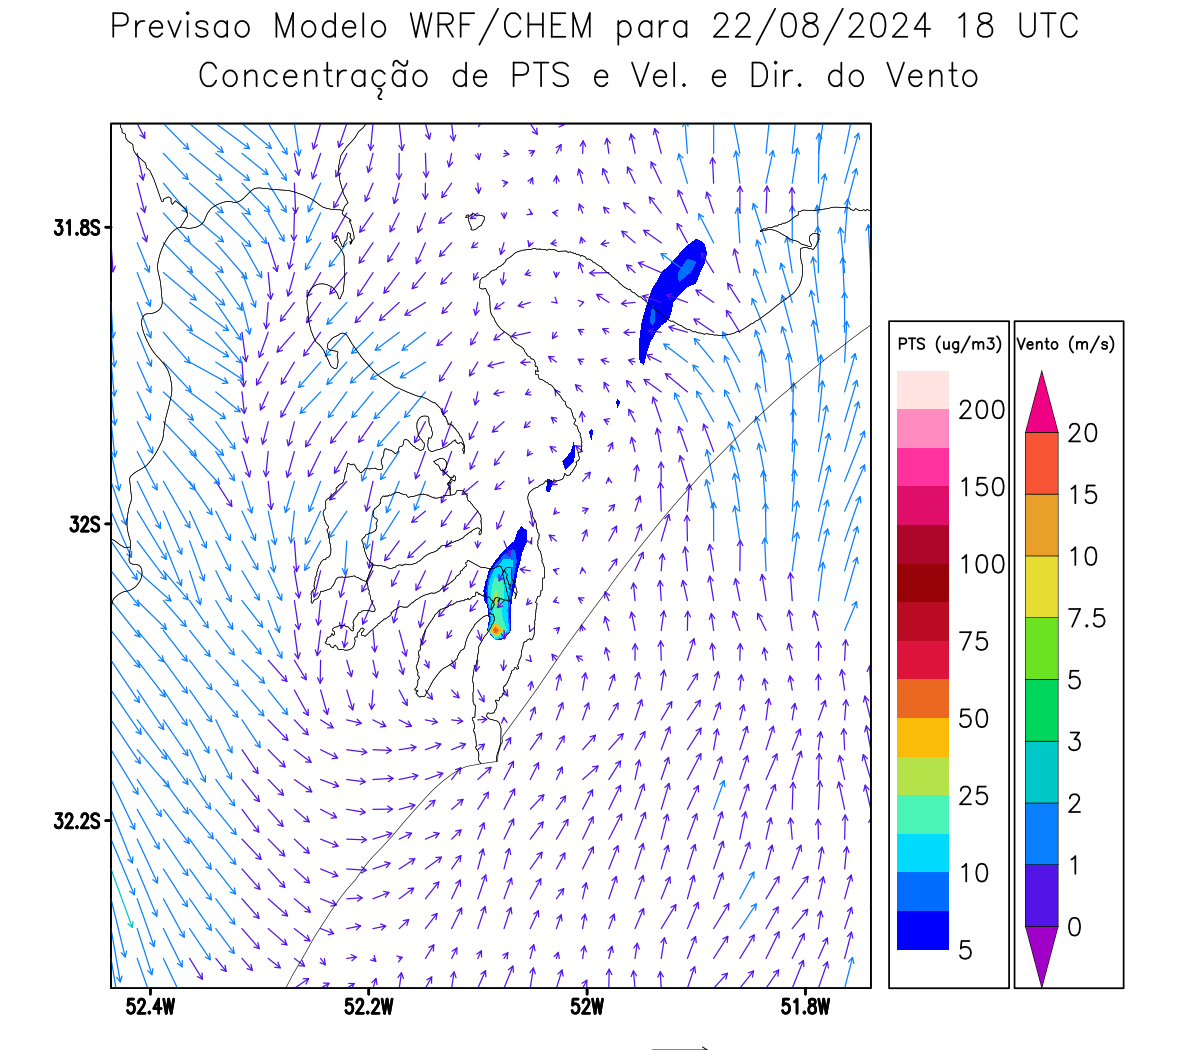 Previsao Modelo WRF/CHEM para 22/08/2024 18 UTC
Concentração de PTS e Vel. e Dir. do Vento
31.8S
32S
32.2S
52.4W 52.2W 52W 51.8W
PTS (ug/m3)
200
150
100
75
50
25
10
5
Vento (m/s)
20
15
10
7.5
5
3
2
1
0